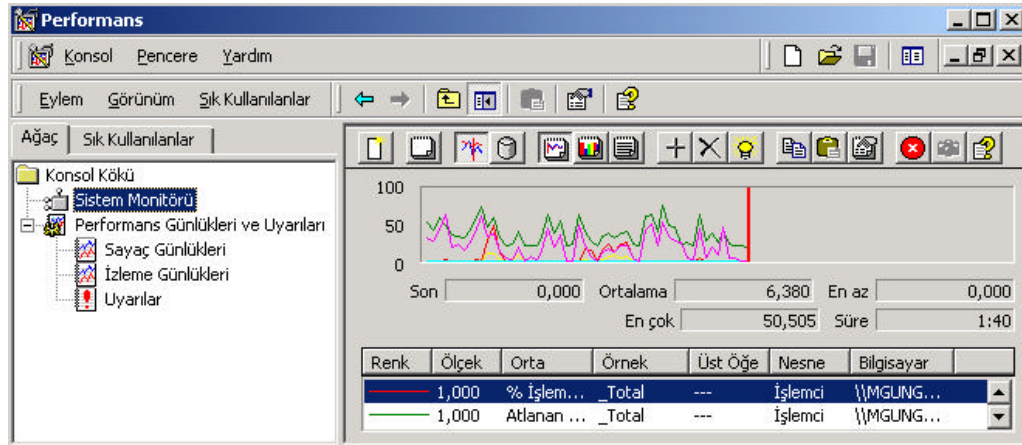 Performans
Konsol Pencere Yardım
Eylem Görünüm Sık Kullanılanlar
Ağaç Sık Kullanılanlar
Konsol Kökü
Sistem Monitörü
Performans Günlükleri ve Uyarıları
Sayaç Günlükleri
İzleme Günlükleri
Uyarılar
100
50
0
Son 0,000 Ortalama 6,380 En az 0,000
En çok 50,505 Süre 1:40
Renk Ölçek Orta Örnek Üst Öğe Nesne Bilgisayar
1,000 % İşlem... _Total --- İşlemci \\MGUNG...
1,000 Atlanan ... _Total --- İşlemci \\MGUNG...